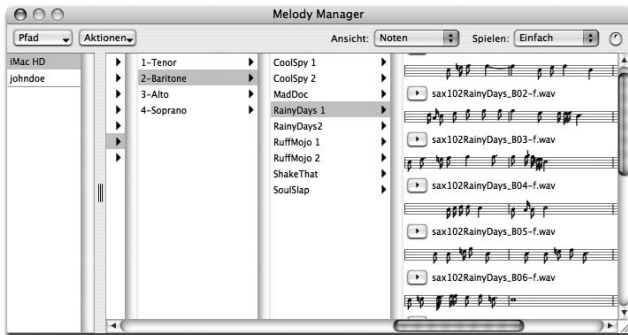 Melody Manager
Pfad Aktionen Ansicht: Noten Spielen: Einfach
iMac HD
johndoe
1-Tenor
2-Baritone
3-Alto
4-Soprano
CoolSpy 1
CoolSpy 2
MadDoc
RainyDays 1
RainyDays2
RuffMojo 1
RuffMojo 2
ShakeThat
SoulSlap
sax102RainyDays_B02-f.wav
sax102RainyDays_B03-f.wav
sax102RainyDays_B04-f.wav
sax102RainyDays_B05-f.wav
sax102RainyDays_B06-f.wav